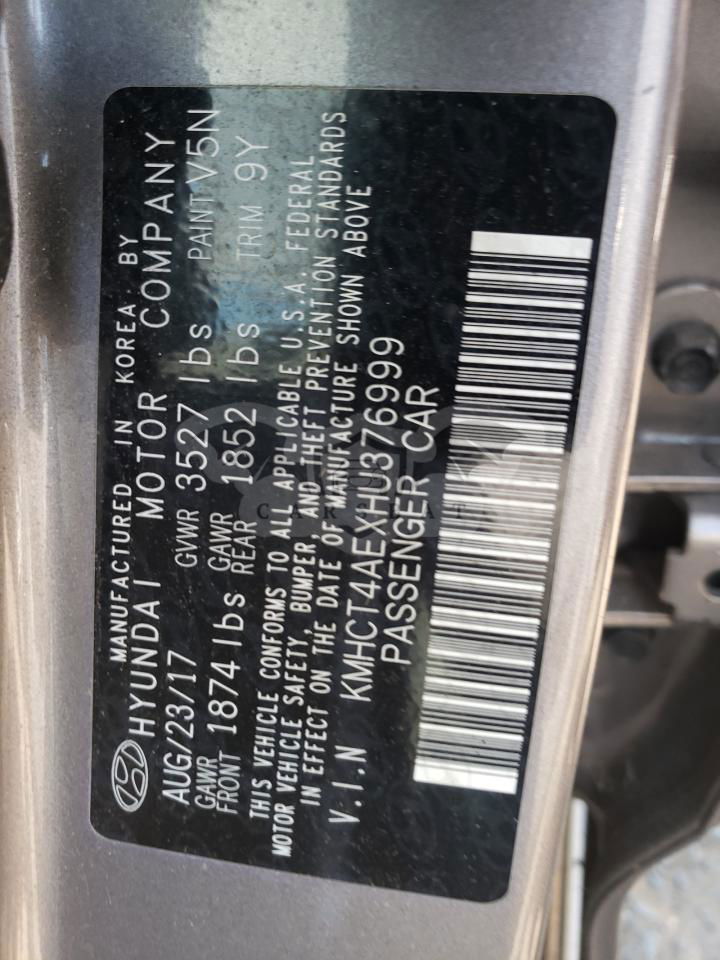 MANUFACTURED IN KOREA BY
HYUNDAI MOTOR COMPANY
AUG/23/17 GVWR 3527 lbs PAINT V5N
GAWR FRONT 1874 lbs GAWR REAR 1852 lbs TRIM 9Y
THIS VEHICLE CONFORMS TO ALL APPLICABLE U.S.A. FEDERAL
MOTOR VEHICLE SAFETY, BUMPER, AND THEFT PREVENTION STANDARDS
IN EFFECT ON THE DATE OF MANUFACTURE SHOWN ABOVE
V.I.N KMHCT4AEXHU376999
PASSENGER CAR